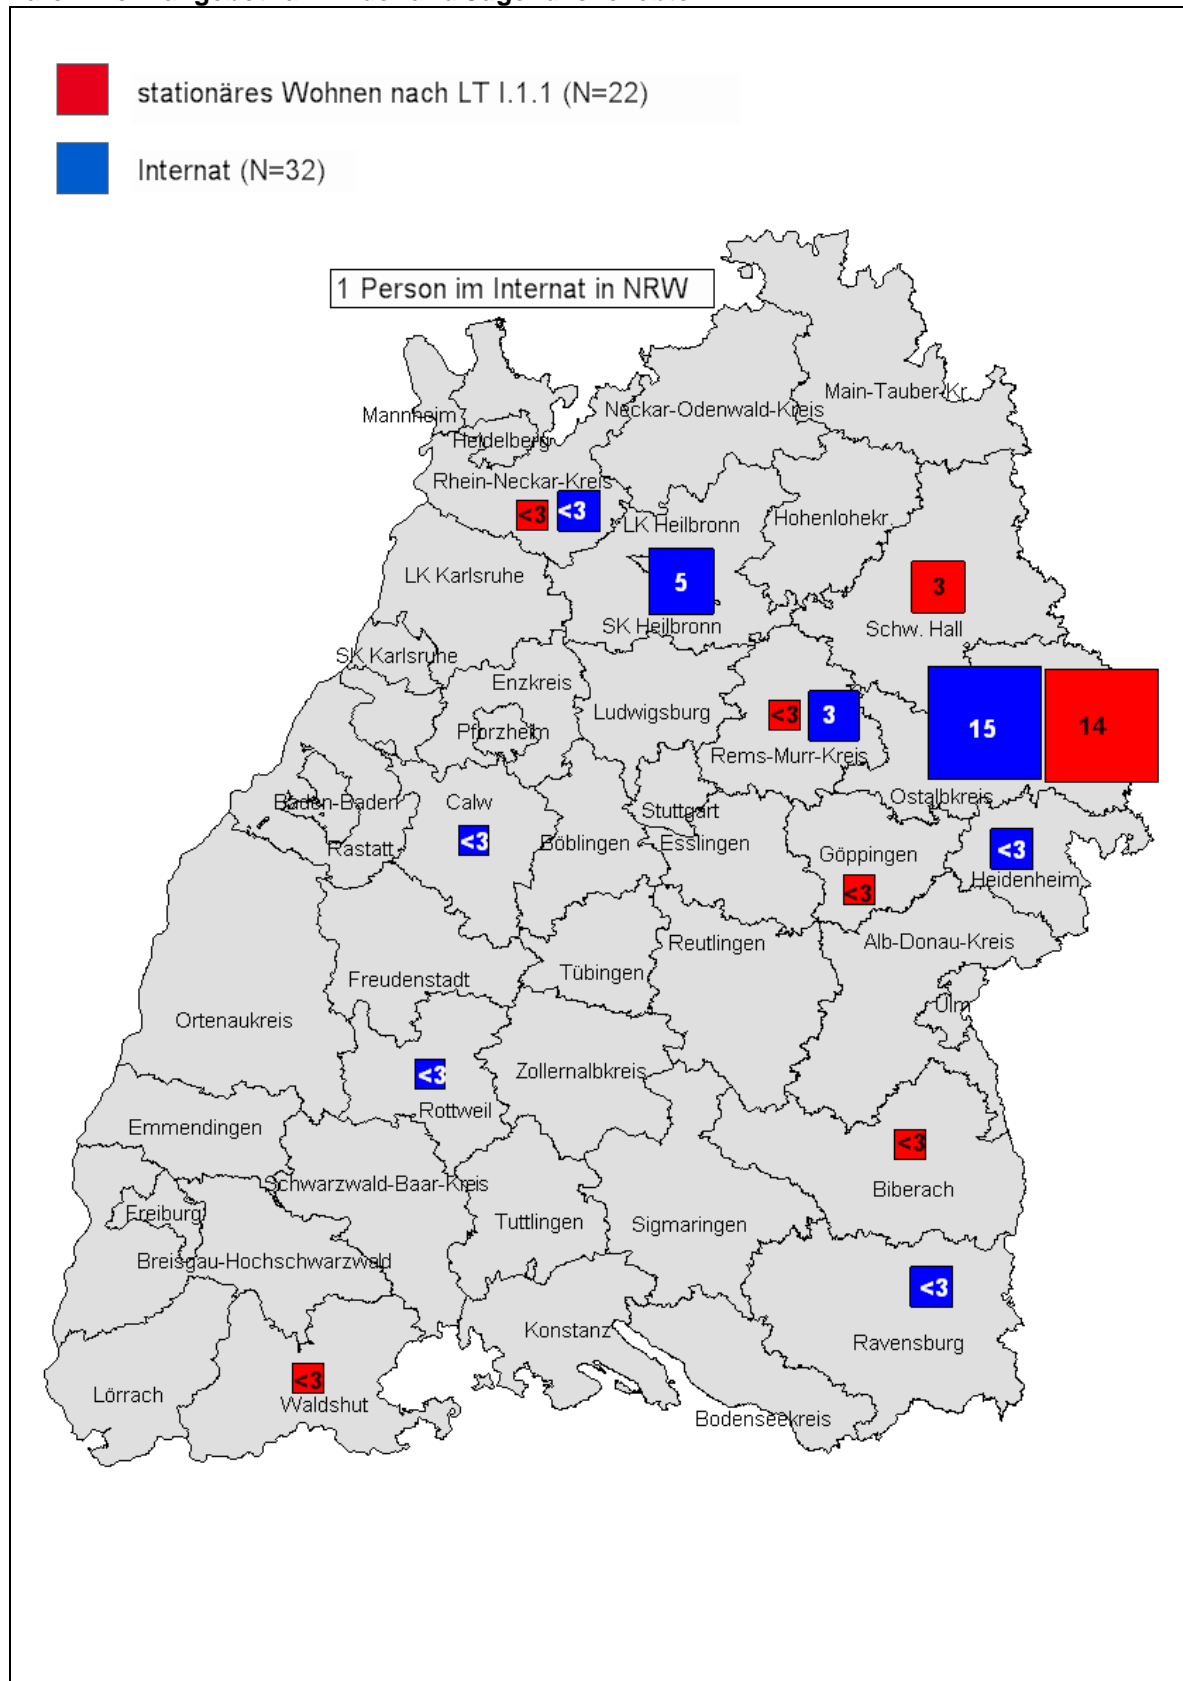 stationäres Wohnen nach LT I.1.1 (N=22)
Internat (N=32)
1 Person im Internat in NRW
Main-Tauber-Kr.
Neckar-Odenwald-Kreis
Mannheim
Heidelberg
Rhein-Neckar-Kreis
<3
<3
LK Heilbronn
Hohenlohekr.
LK Karlsruhe
5
3
SK Heilbronn
Schw. Hall
SK Karlsruhe
Enzkreis
Ludwigsburg
<3
3
15
14
Pforzheim
Rems-Murr-Kreis
Ostalbkreis
Baden-Baden
Calw
Stuttgart
<3
Böblingen
Esslingen
Rastatt
Göppingen
<3
Heidenheim
<3
Reutlingen
Alb-Donau-Kreis
Tübingen
Freudenstadt
Ulm
Ortenaukreis
<3
Zollernalbkreis
Rottweil
Emmendingen
<3
Biberach
Schwarzwald-Baar-Kreis
Freiburg
Tuttlingen
Sigmaringen
Breisgau-Hochschwarzwald
<3
Konstanz
Ravensburg
<3
Lörrach
Waldshut
Bodenseekreis